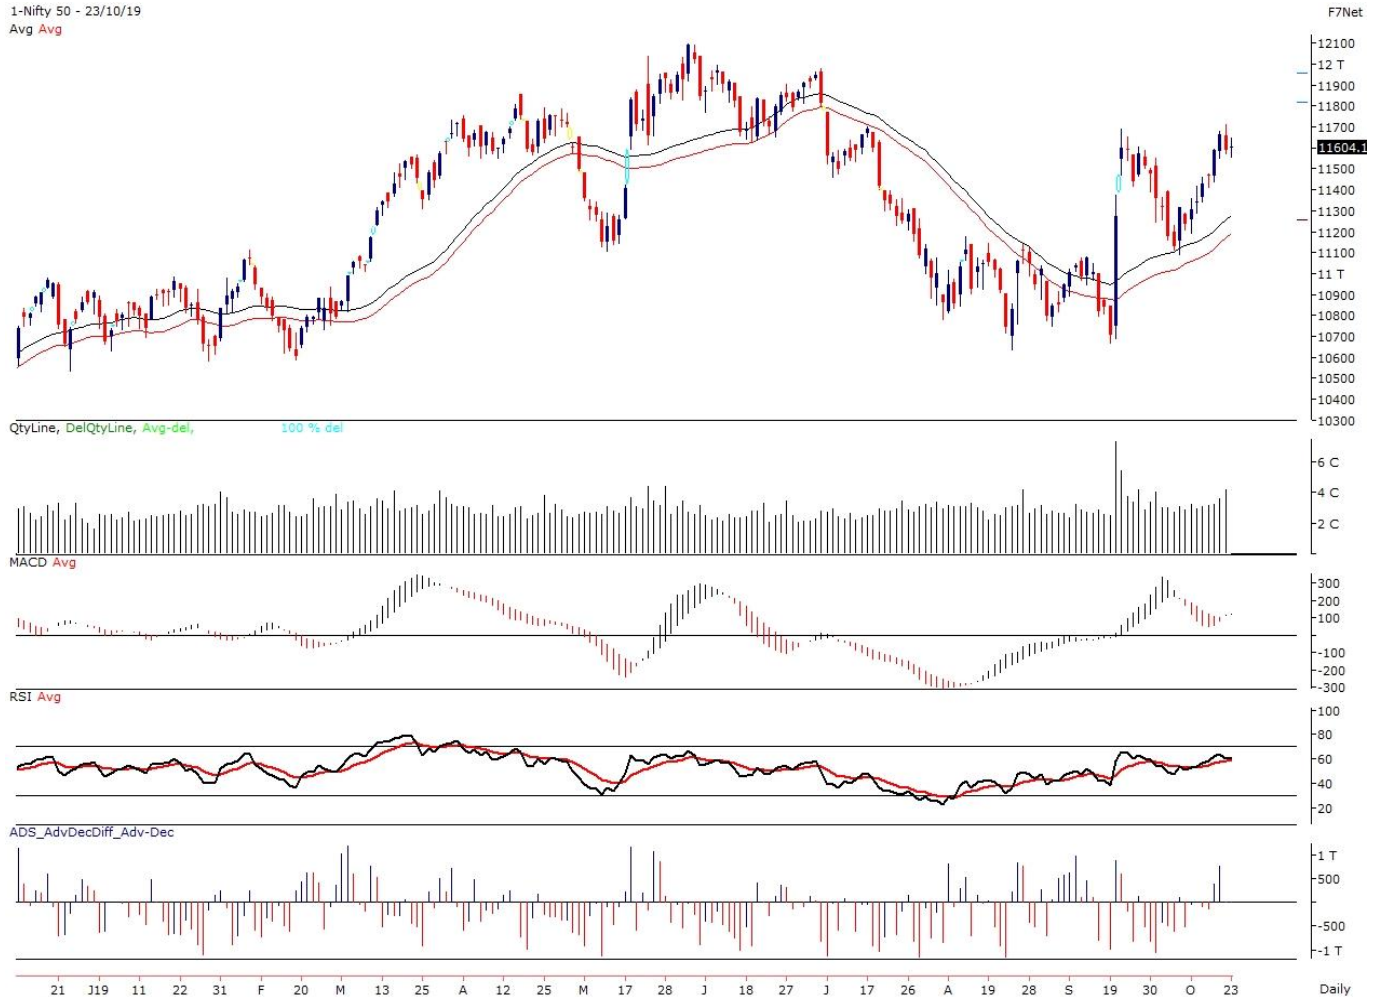 1-Nifty 50 - 23/10/19
F7Net
Avg Avg
12100
12 T
11900
11800
11700
11604.1
11500
11400
11300
11200
11100
11 T
10900
10800
10700
10600
10500
10400
10300
QtyLine, DelQtyLine, Avg-del, 100 % del
6 C
4 C
2 C
MACD Avg
300
200
100
-100
-200
-300
RSI Avg
100
80
60
40
20
ADS_AdvDecDiff_Adv-Dec
1 T
500
-500
-1 T
21 J19 11 22 31 F 20 M 13 25 A 12 25 M 17 28 J 18 27 J 17 A 19 28 S 19 30 O 23 Daily